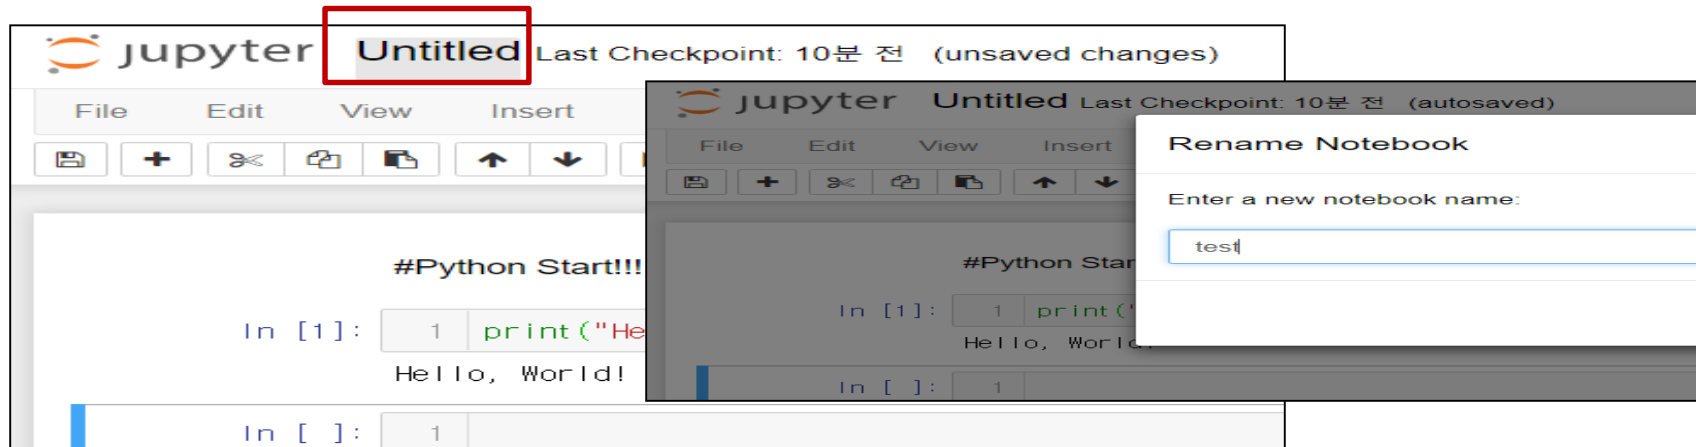 jupyter Untitled Last Checkpoint: 10분 전 (unsaved changes)
File Edit View Insert
#Python Start!!!
In [1]: 1 print("He
Hello, World!
In [ ]: 1
jupyter Untitled Last Checkpoint: 10분 전 (autosaved)
File Edit View Insert
#Python Star
In [1]: 1 print('
Hello, World!
In [ ]: 1
Rename Notebook
Enter a new notebook name:
test